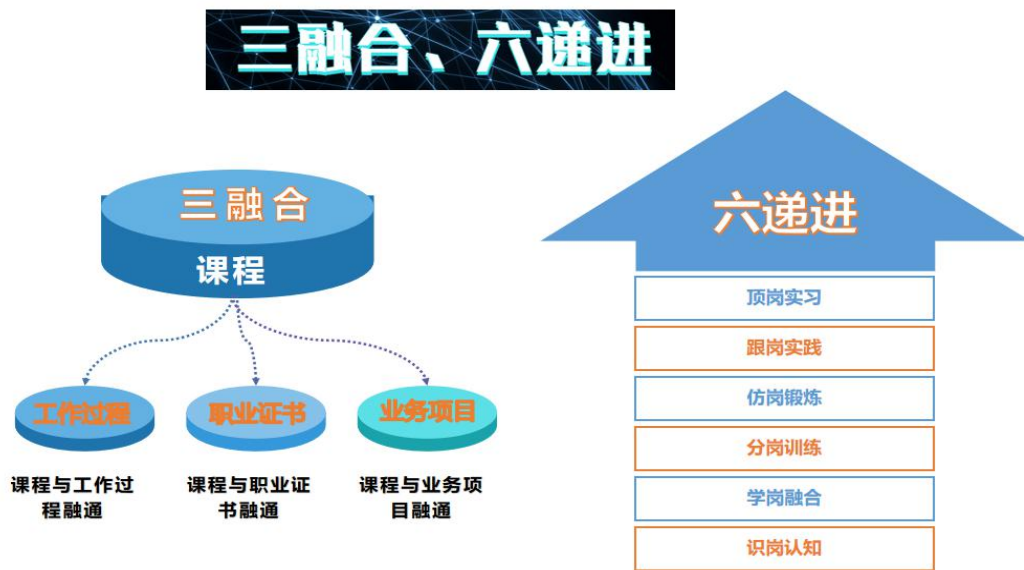 三融合、六递进
三融合
课程
工作过程
职业证书
业务项目
课程与工作过
程融通
课程与职业证
书融通
课程与业务项
目融通
六递进
顶岗实习
跟岗实践
仿岗锻炼
分岗训练
学岗融合
识岗认知